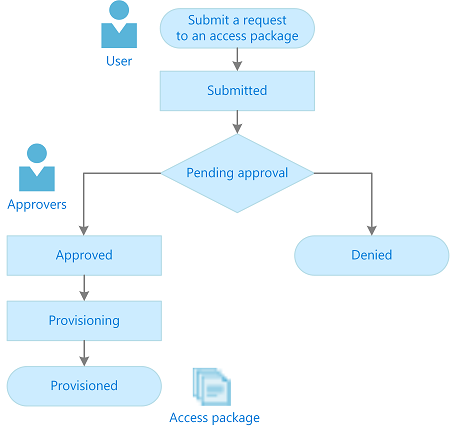 Submit a request
to an access package
User
Submitted
Pending approval
Approvers
Approved
Denied
Provisioning
Provisioned
Access package